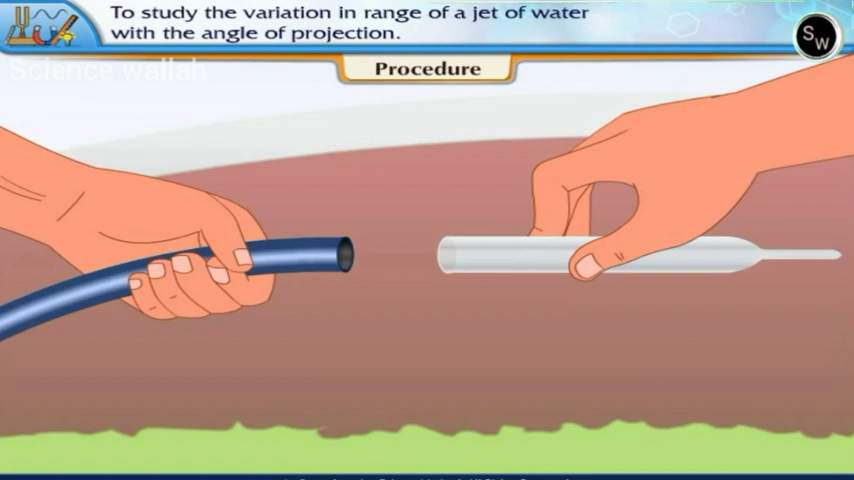 To study the variation in range of a jet of water
with the angle of projection.
SW
Science wallah
Procedure